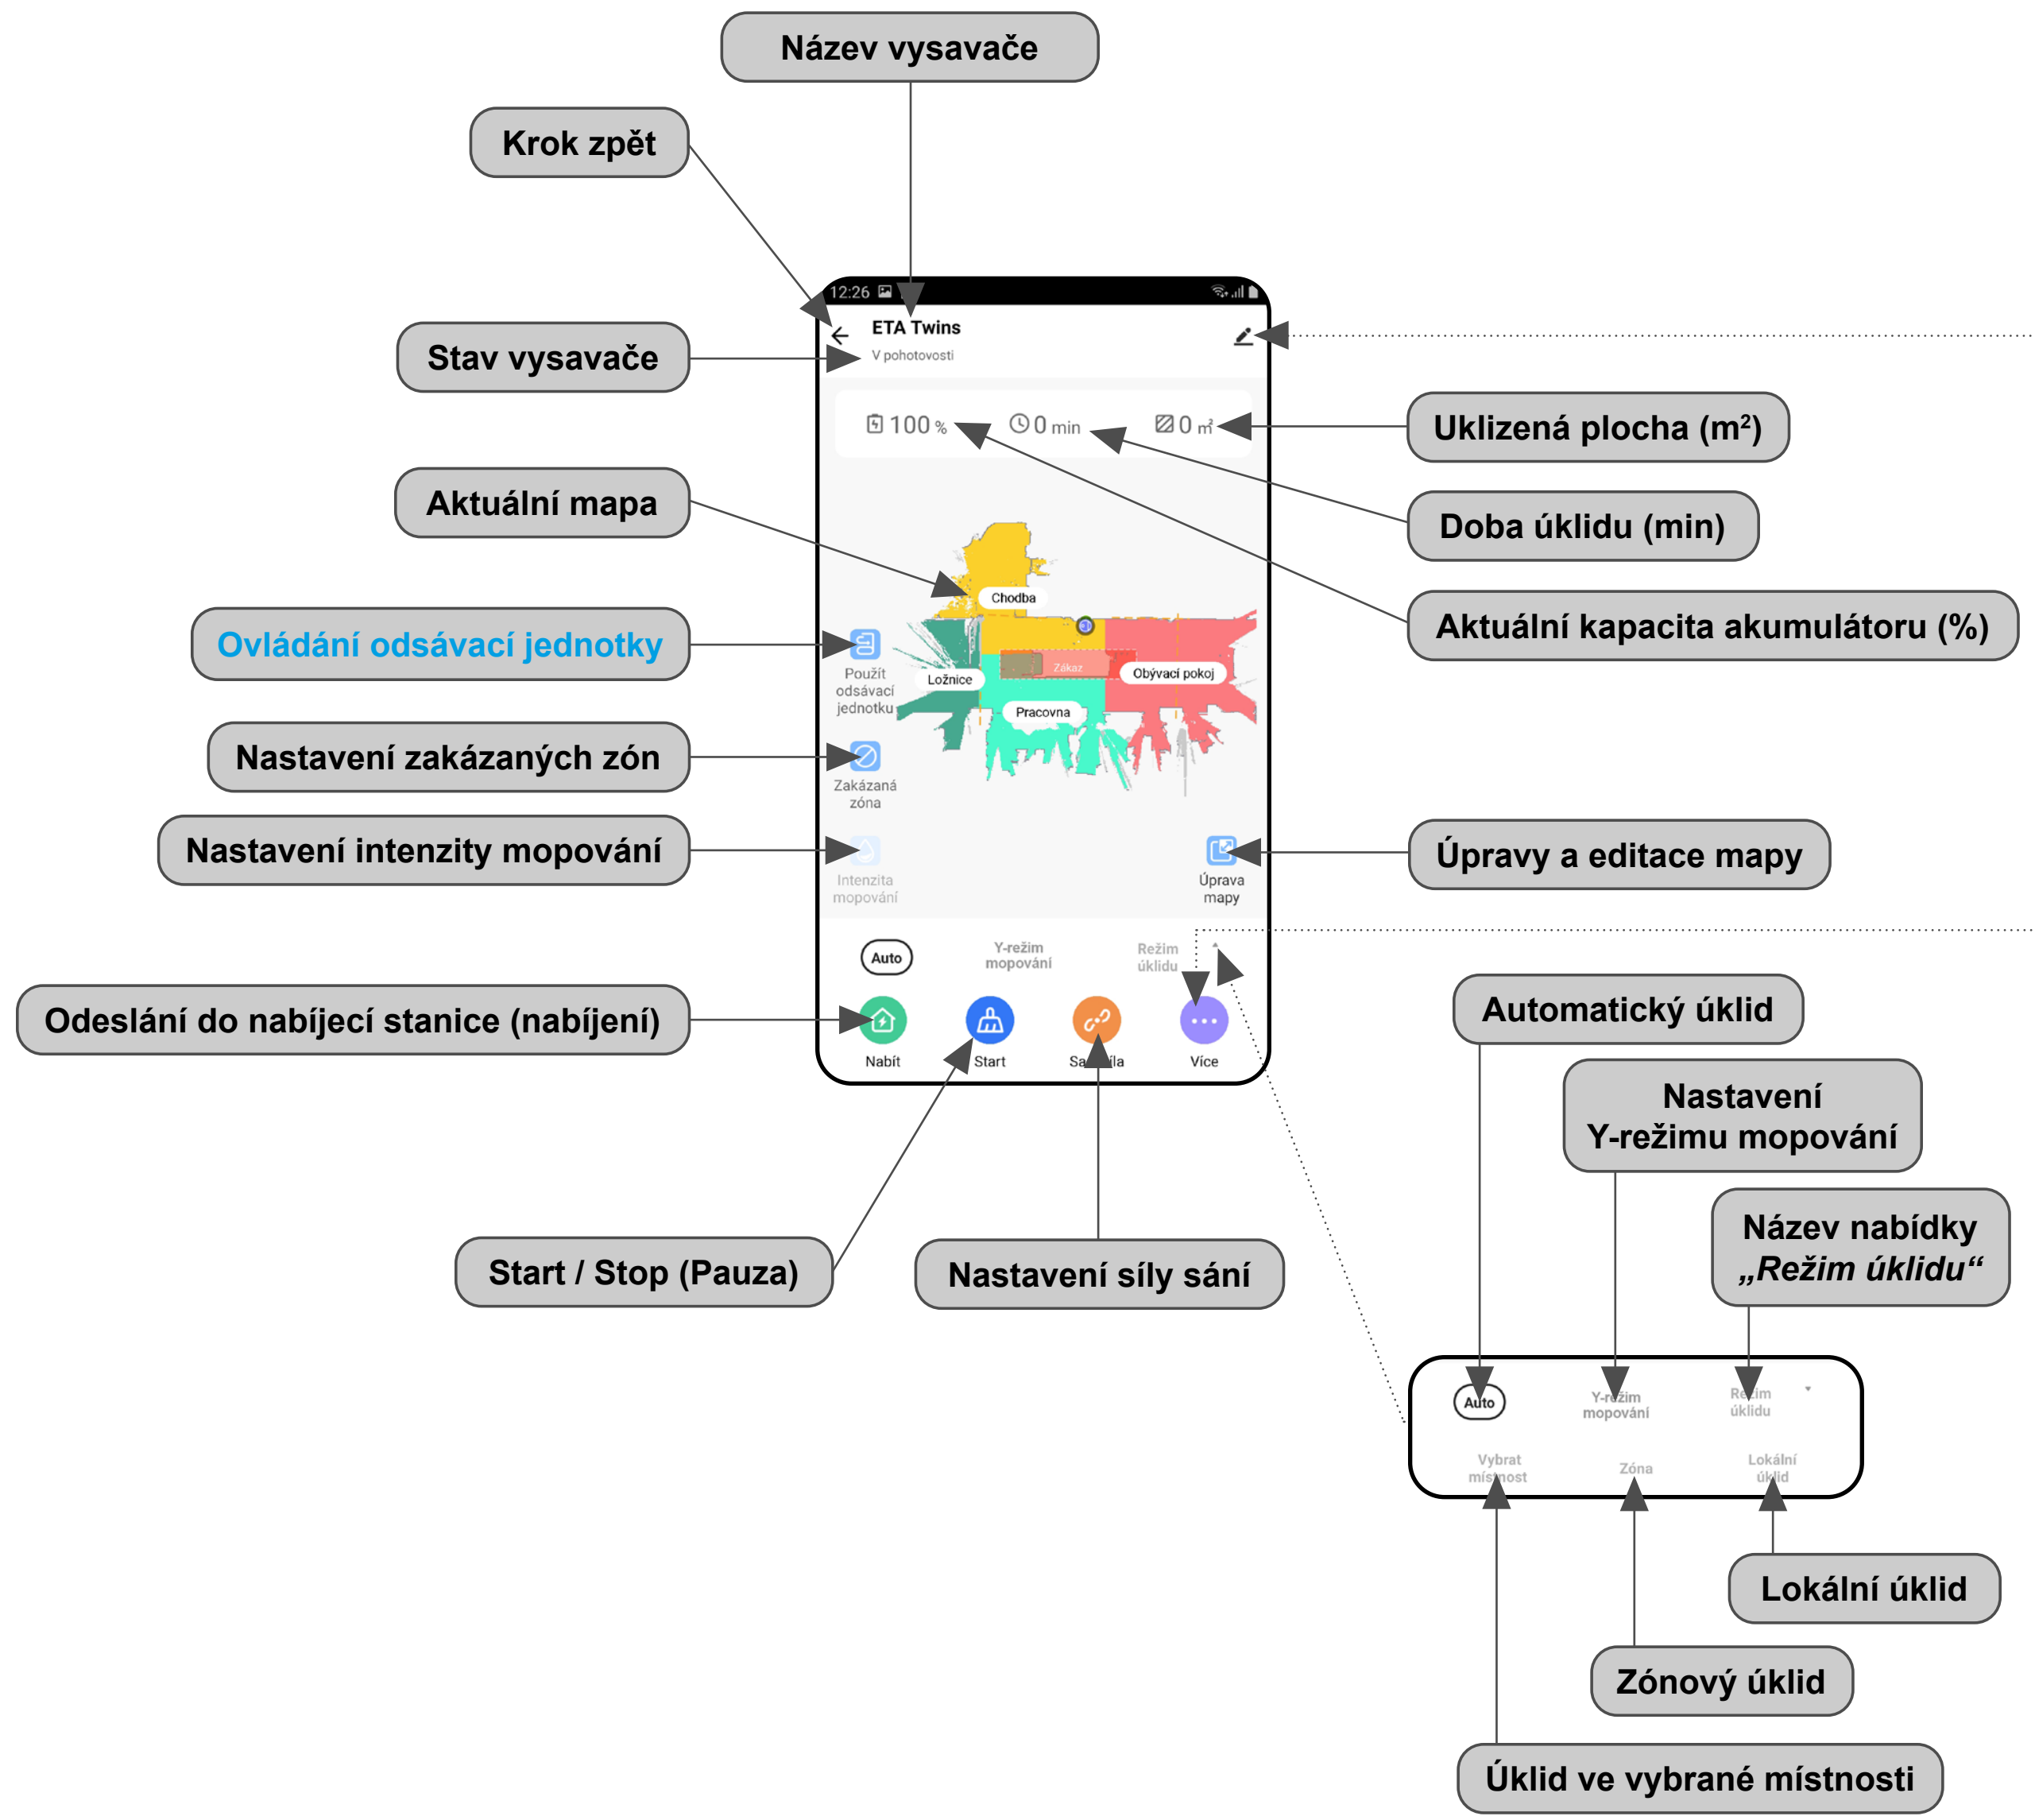 Název vysavače
Krok zpět
12:26
ETA Twins
V pohotovosti
Stav vysavače
100 %
0 min
0 m²
Uklizená plocha (m²)
Aktuální mapa
Doba úklidu (min)
Chodba
Aktuální kapacita akumulátoru (%)
Ovládání odsávací jednotky
Použít
odsávací
jednotku
Ložnice
Zákaz
Obývací pokoj
Pracovna
Nastavení zakázaných zón
Zakázaná
zóna
Nastavení intenzity mopování
Intenzita
mopování
Úprava
mapy
Úpravy a editace mapy
Auto
Y-režim
mopování
Režim
úklidu
Odeslání do nabíjecí stanice (nabíjení)
Nabít
Start
Více
Automatický úklid
Nastavení
Y-režimu mopování
Název nabídky
„Režim úklidu“
Start / Stop (Pauza)
Nastavení síly sání
Auto
Y-režim
mopování
Režim
úklidu
Vybrat
místnost
Zóna
Lokální
úklid
Lokální úklid
Zónový úklid
Úklid ve vybrané místnosti